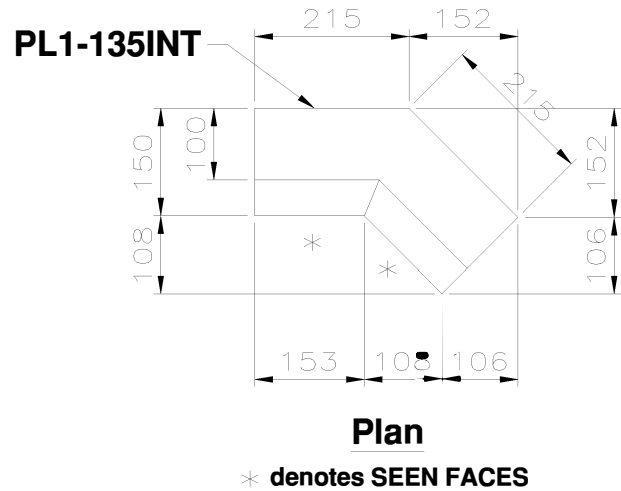 215 152
PL1-135INT
215
150 100 152
108 106
* *
153 108 106
Plan
* denotes SEEN FACES